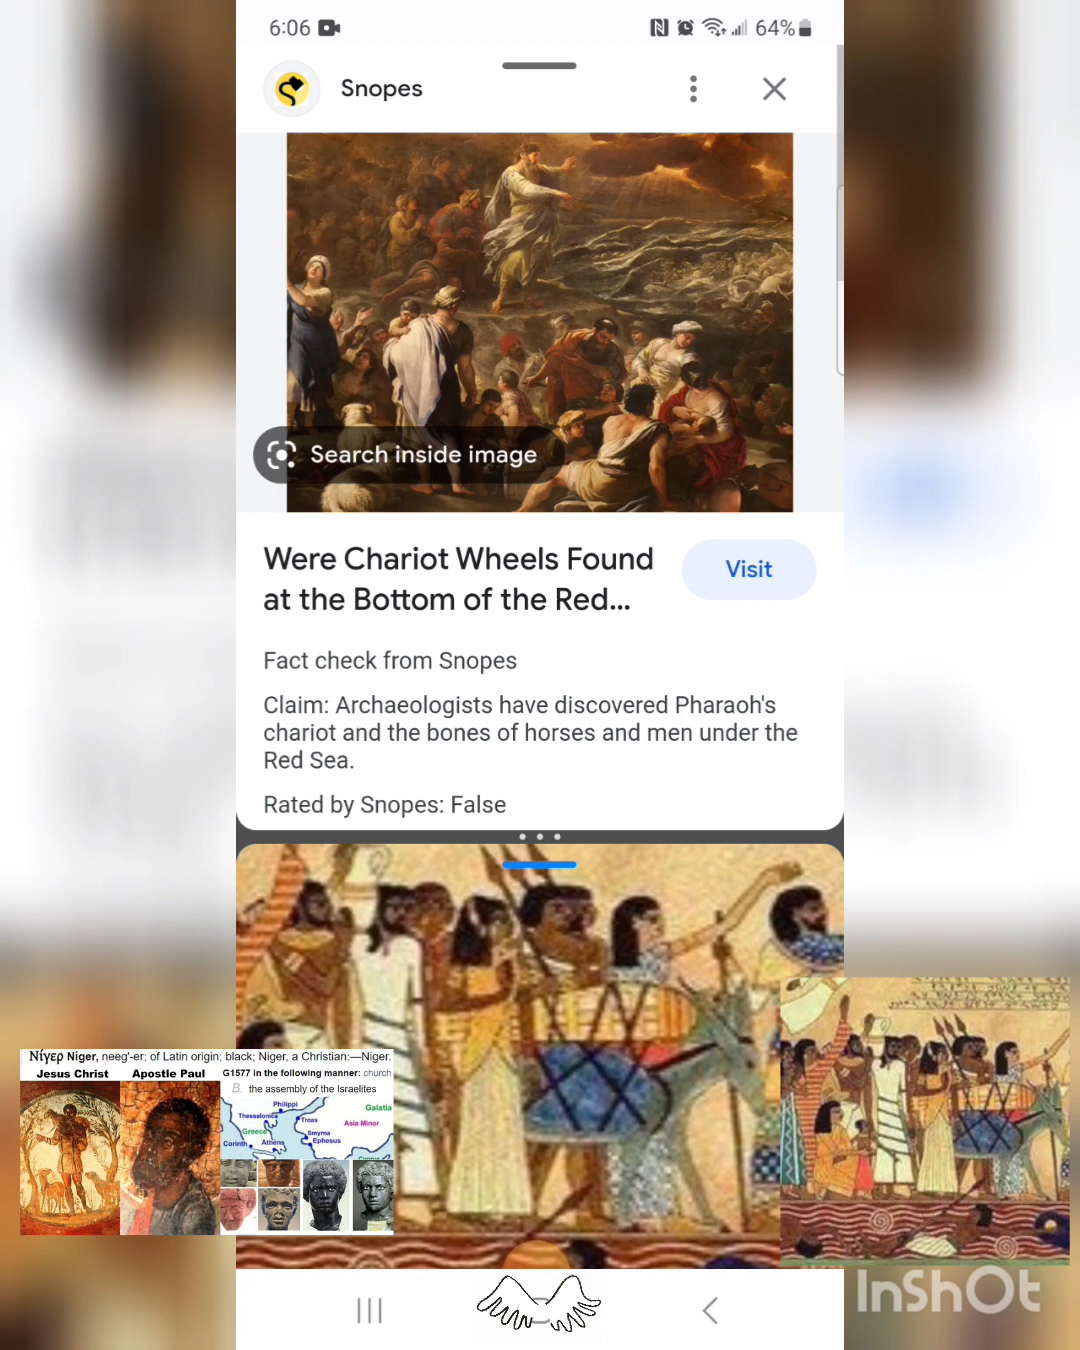 6:06
64%
Snopes
Search inside image
Were Chariot Wheels Found
at the Bottom of the Red...
Visit
Fact check from Snopes
Claim: Archaeologists have discovered Pharaoh's
chariot and the bones of horses and men under the
Red Sea.
Rated by Snopes: False
Νίγερ Níger, neeg'-er; of Latin origin; black; Niger, a Christian:—Niger.
Jesus Christ
Apostle Paul
G1577 in the following manner: church
B. the assembly of the Israelites
Philippi
Galatia
Thessalonica
Troas
Asia Minor
Greece
Smyrna
Corinth
Athens
Ephesus
InShOt